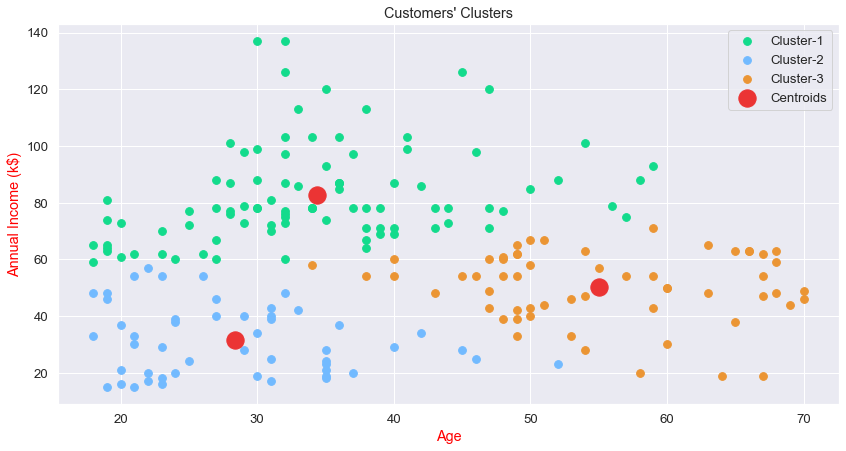 Customers' Clusters
Cluster-1
Cluster-2
Cluster-3
Centroids
Annual Income (k$)
140
120
100
80
60
40
20
20 30 40 50 60 70
Age